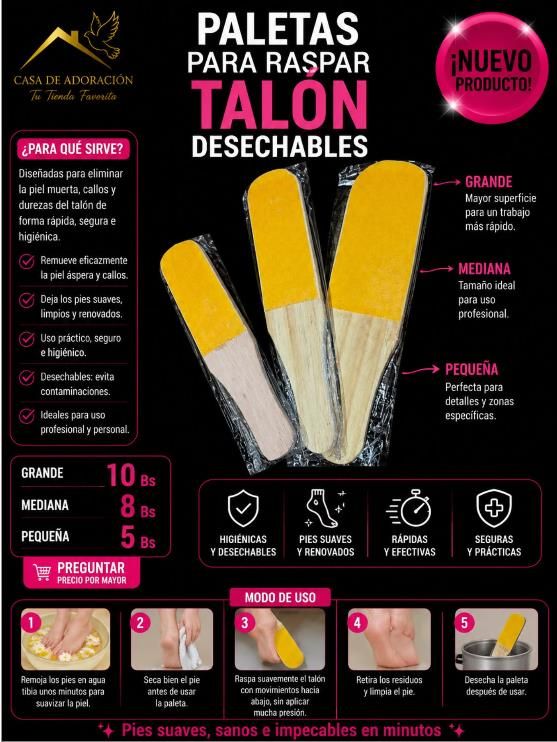 CASA DE ADORACIÓN
Tu Tienda Favorita
PALETAS
PARA RASPAR
TALÓN
DESECHABLES
¡NUEVO
PRODUCTO!
¿PARA QUÉ SIRVE?
Diseñadas para eliminar
la piel muerta, callos y
durezas del talón de
forma rápida, segura e
higiénica.
Remueve eficazmente
la piel áspera y callos.
Deja los pies suaves,
limpios y renovados.
Uso práctico, seguro
e higiénico.
Desechables: evita
contaminaciones.
Ideales para uso
profesional y personal.
GRANDE
Mayor superficie
para un trabajo
más rápido.
MEDIANA
Tamaño ideal
para uso
profesional.
PEQUEÑA
Perfecta para
detalles y zonas
específicas.
GRANDE 10 Bs
MEDIANA 8 Bs
PEQUEÑA 5 Bs
PREGUNTAR
PRECIO POR MAYOR
HIGIÉNICAS
Y DESECHABLES
PIES SUAVES
Y RENOVADOS
RÁPIDAS
Y EFECTIVAS
SEGURAS
Y PRÁCTICAS
MODO DE USO
1
Remoja los pies en agua
tibia unos minutos para
suavizar la piel.
2
Seca bien el pie
antes de usar
la paleta.
3
Raspa suavemente el talón
con movimientos hacia
abajo, sin aplicar
mucha presión.
4
Retira los residuos
y limpia el pie.
5
Desecha la paleta
después de usar.
Pies suaves, sanos e impecables en minutos